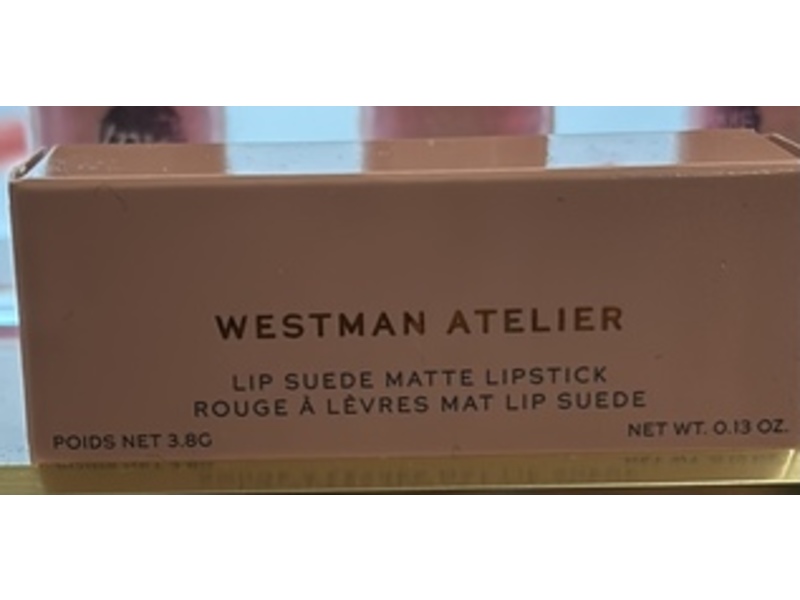 WESTMAN ATELIER
LIP SUEDE MATTE LIPSTICK
ROUGE À LÈVRES MAT LIP SUEDE
POIDS NET 3.8G
NET WT. 0.13 OZ.